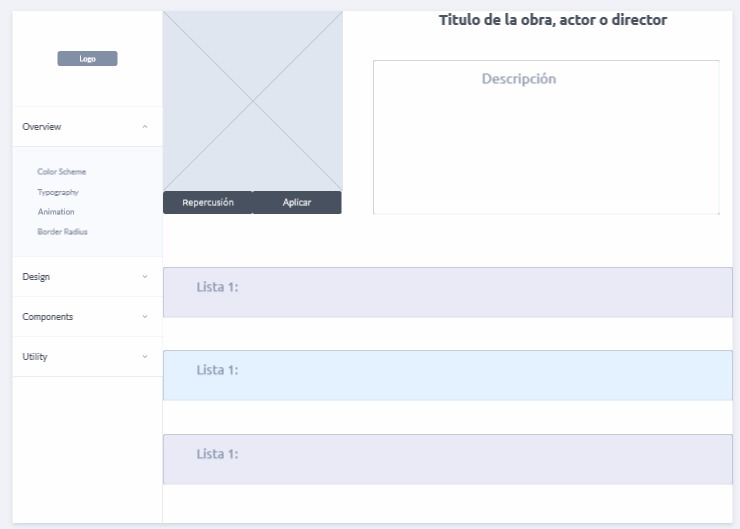 Logo
Overview
Color Scheme
Typography
Animation
Border Radius
Design
Components
Utility
Titulo de la obra, actor o director
Descripción
Repercusión
Aplicar
Lista 1:
Lista 1:
Lista 1: